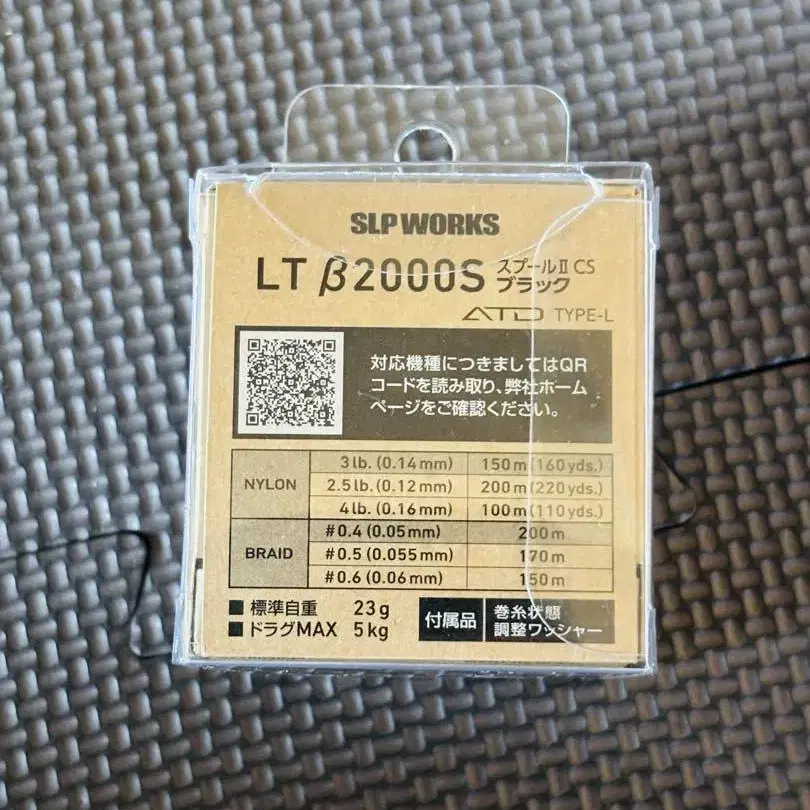 SLP WORKS
LT β2000S スプールⅡ CS ブラック
ATD TYPE-L
対応機種につきましてはQR
コードを読み取り、弊社ホーム
ページをご確認ください。
NYLON
3lb. (0.14mm) 150m(160yds.)
2.5lb. (0.12mm) 200m(220yds.)
4lb. (0.16mm) 100m(110yds.)
BRAID
#0.4 (0.05mm) 200m
#0.5 (0.055mm) 170m
#0.6 (0.06mm) 150m
■標準自重 23g
■ドラグMAX 5kg
付属品
巻糸状態
調整ワッシャー